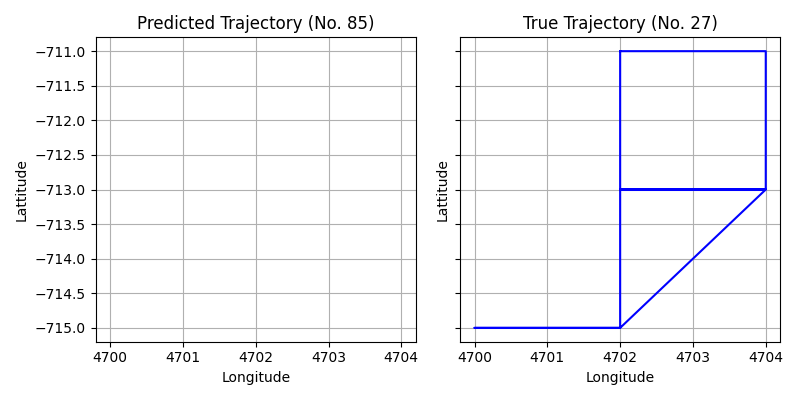 Predicted Trajectory (No. 85)
−711.0
−711.5
−712.0
−712.5
−713.0
−713.5
−714.0
−714.5
−715.0
Lattitude
4700 4701 4702 4703 4704
Longitude
True Trajectory (No. 27)
Lattitude
4700 4701 4702 4703 4704
Longitude